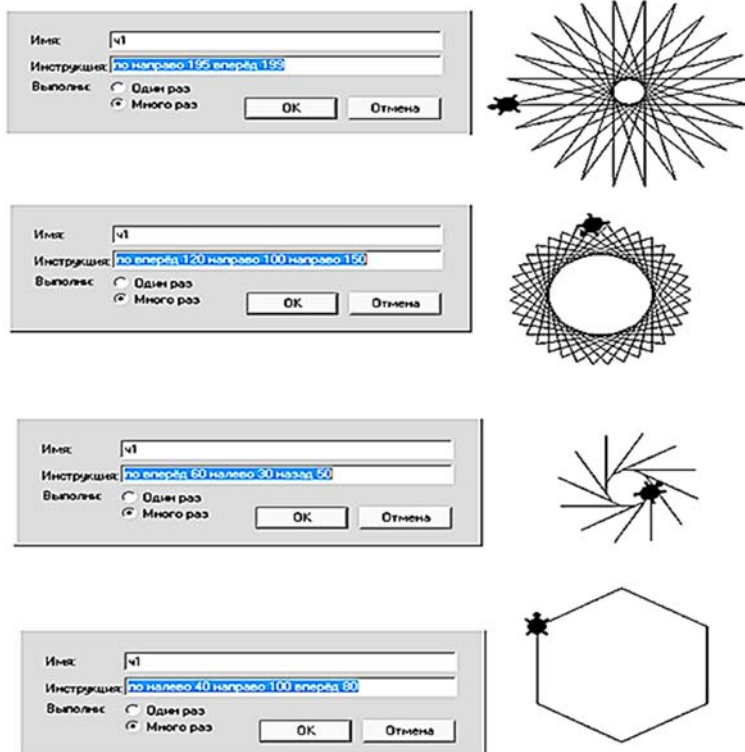 Имя: ч1
Инструкция: по направо 195 вперёд 199
Выполни: Один раз
Много раз OK Отмена
Имя: ч1
Инструкция: по вперёд 120 направо 100 направо 150
Выполни: Один раз
Много раз OK Отмена
Имя: ч1
Инструкция: по вперёд 60 налево 30 назад 50
Выполни: Один раз
Много раз OK Отмена
Имя: ч1
Инструкция: по налево 40 направо 100 вперёд 80
Выполни: Один раз
Много раз OK Отмена